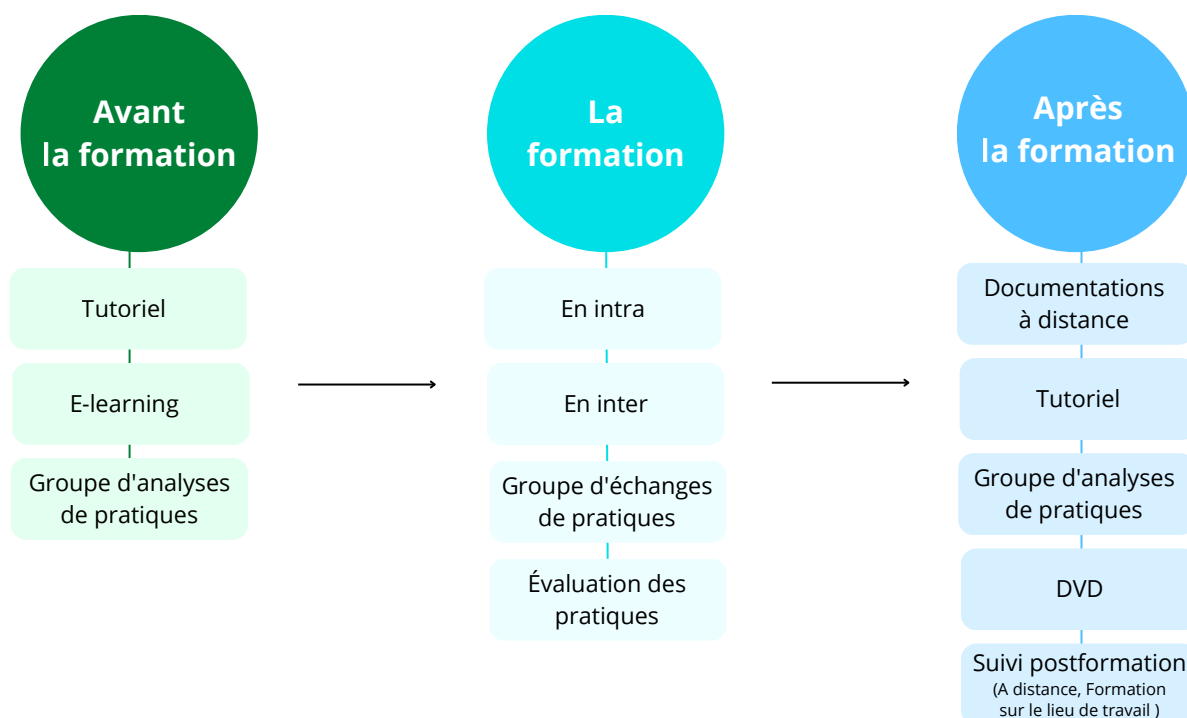 Avant
la formation
Tutoriel
E-learning
Groupe d'analyses
de pratiques
La
formation
En intra
En inter
Groupe d'échanges
de pratiques
Évaluation des
pratiques
Après
la formation
Documentations
à distance
Tutoriel
Groupe d'analyses
de pratiques
DVD
Suivi postformation
(A distance, Formation
sur le lieu de travail )